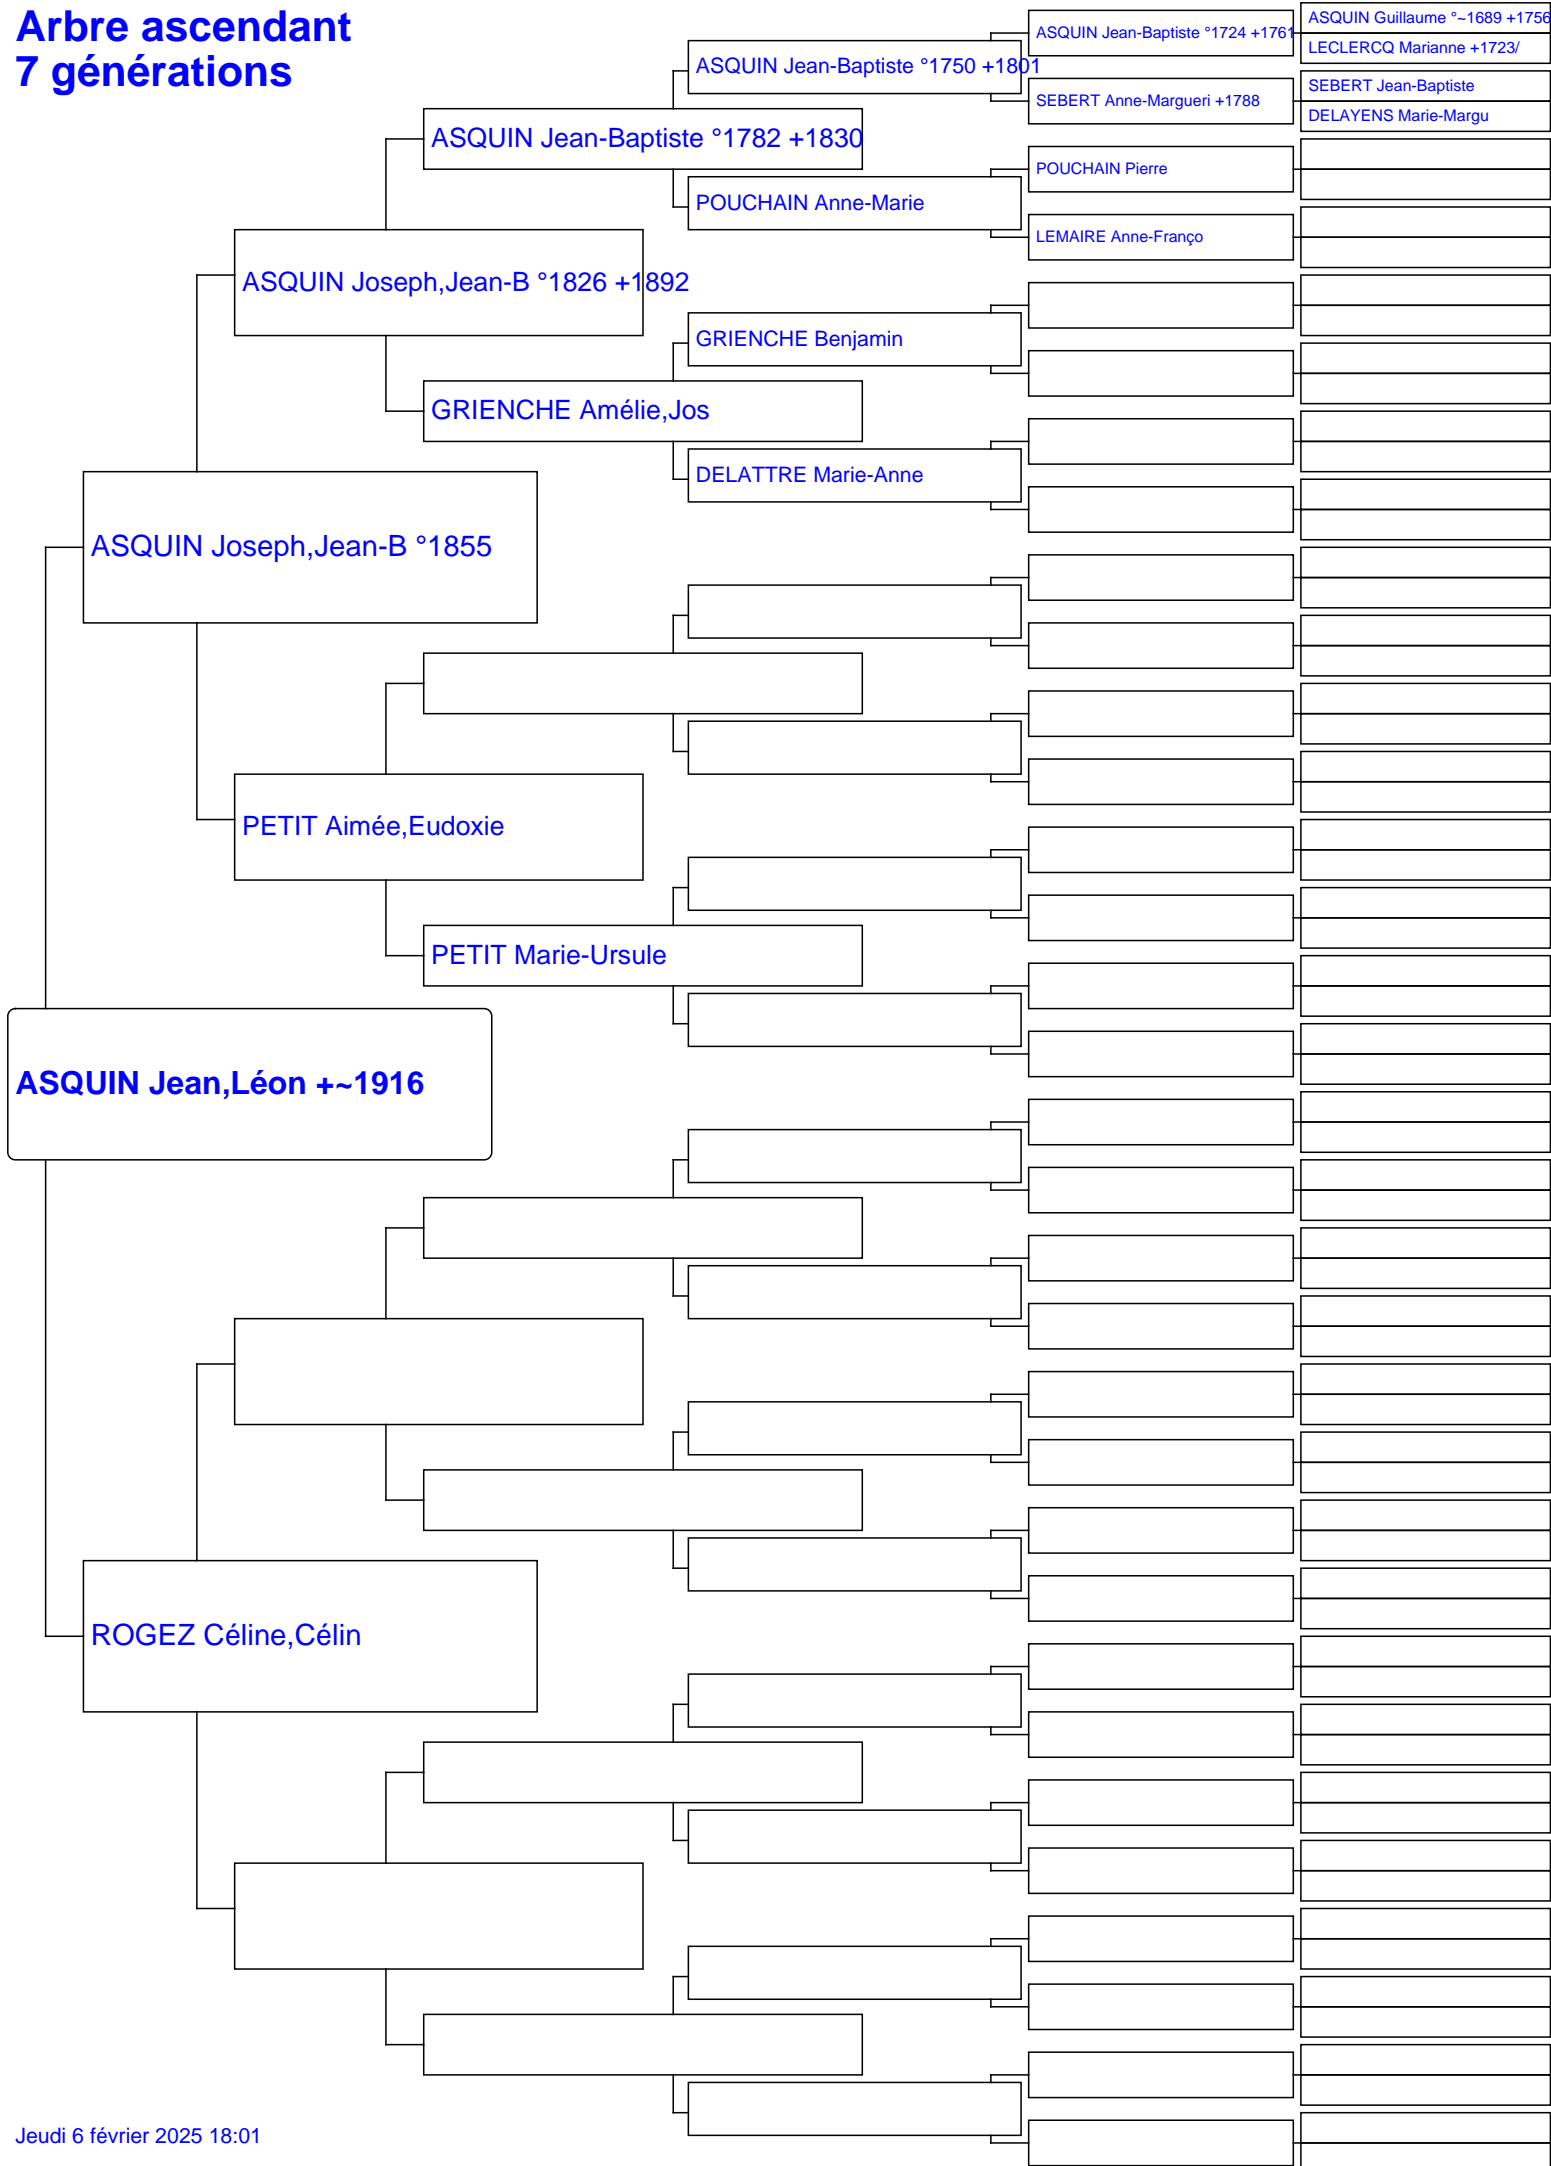 Arbre ascendant
7 générations
ASQUIN Jean-Baptiste °1724 +1761
ASQUIN Guillaume °~1689 +1756
LECLERCQ Marianne +1723/
ASQUIN Jean-Baptiste °1750 +1801
SEBERT Anne-Margueri +1788
SEBERT Jean-Baptiste
DELAYENS Marie-Margu
ASQUIN Jean-Baptiste °1782 +1830
POUCHAIN Pierre
POUCHAIN Anne-Marie
LEMAIRE Anne-Franço
ASQUIN Joseph,Jean-B °1826 +1892
GRIENCHE Benjamin
GRIENCHE Amélie,Jos
DELATTRE Marie-Anne
ASQUIN Joseph,Jean-B °1855
PETIT Aimée,Eudoxie
PETIT Marie-Ursule
ASQUIN Jean,Léon +~1916
ROGEZ Céline,Célin
Jeudi 6 février 2025 18:01